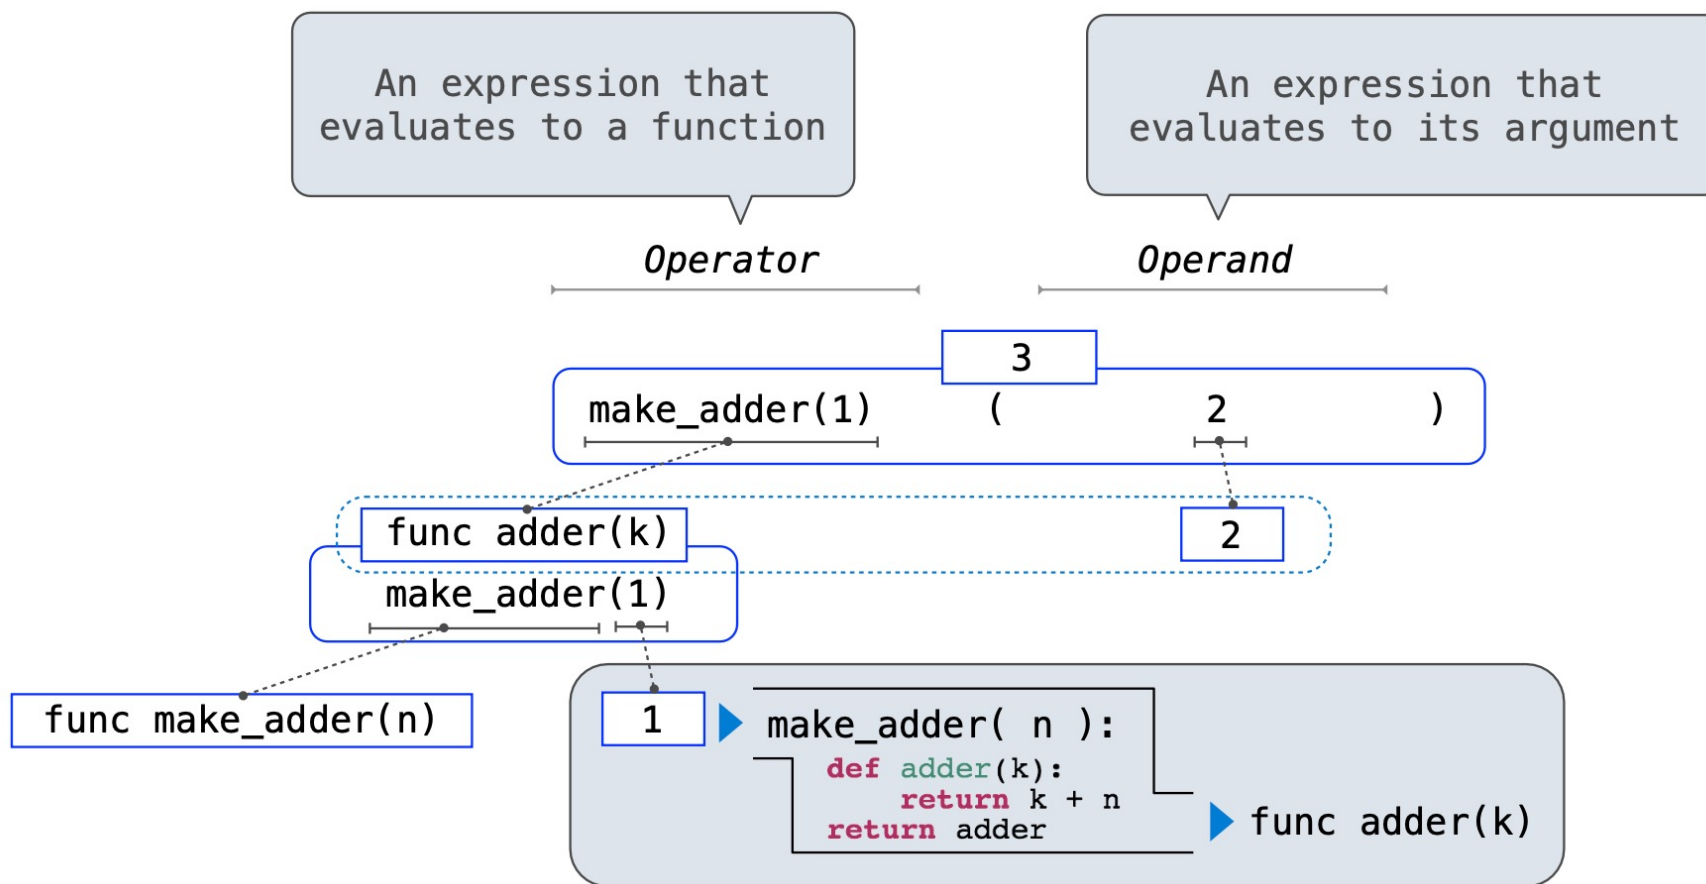 An expression that
evaluates to a function
An expression that
evaluates to its argument
Operator
Operand
3
make_adder(1) ( 2 )
func adder(k)
2
make_adder(1)
func make_adder(n)
1
make_adder( n ):
def adder(k):
return k + n
return adder
func adder(k)